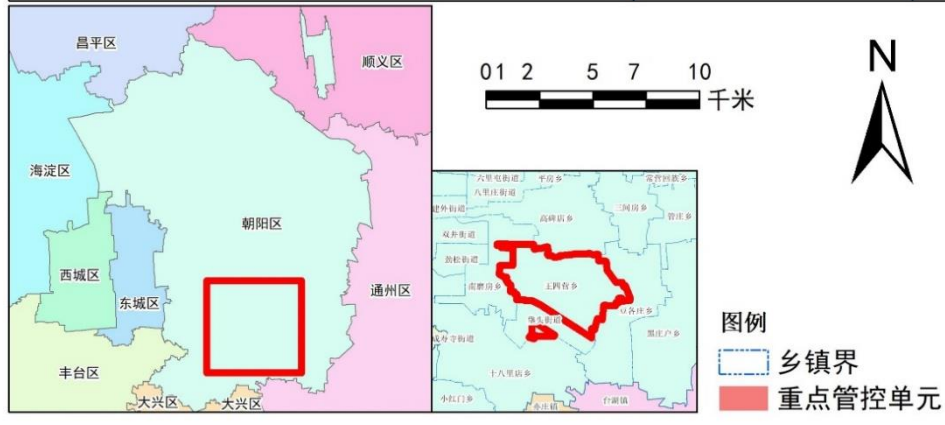 昌平区
顺义区
海淀区
朝阳区
西城区
东城区
通州区
丰台区
大兴区
大兴区
01 2 5 7 10
千米
N
六里屯街道
平房乡
常营回族乡
八里庄街道
建外街道
高碑店乡
三间房乡
管庄乡
双井街道
劲松街道
南磨房乡
王四营乡
豆各庄乡
垡头街道
黑庄户乡
成寿寺街道
十八里店乡
小红门乡
亦庄镇
台湖镇
图例
乡镇界
重点管控单元